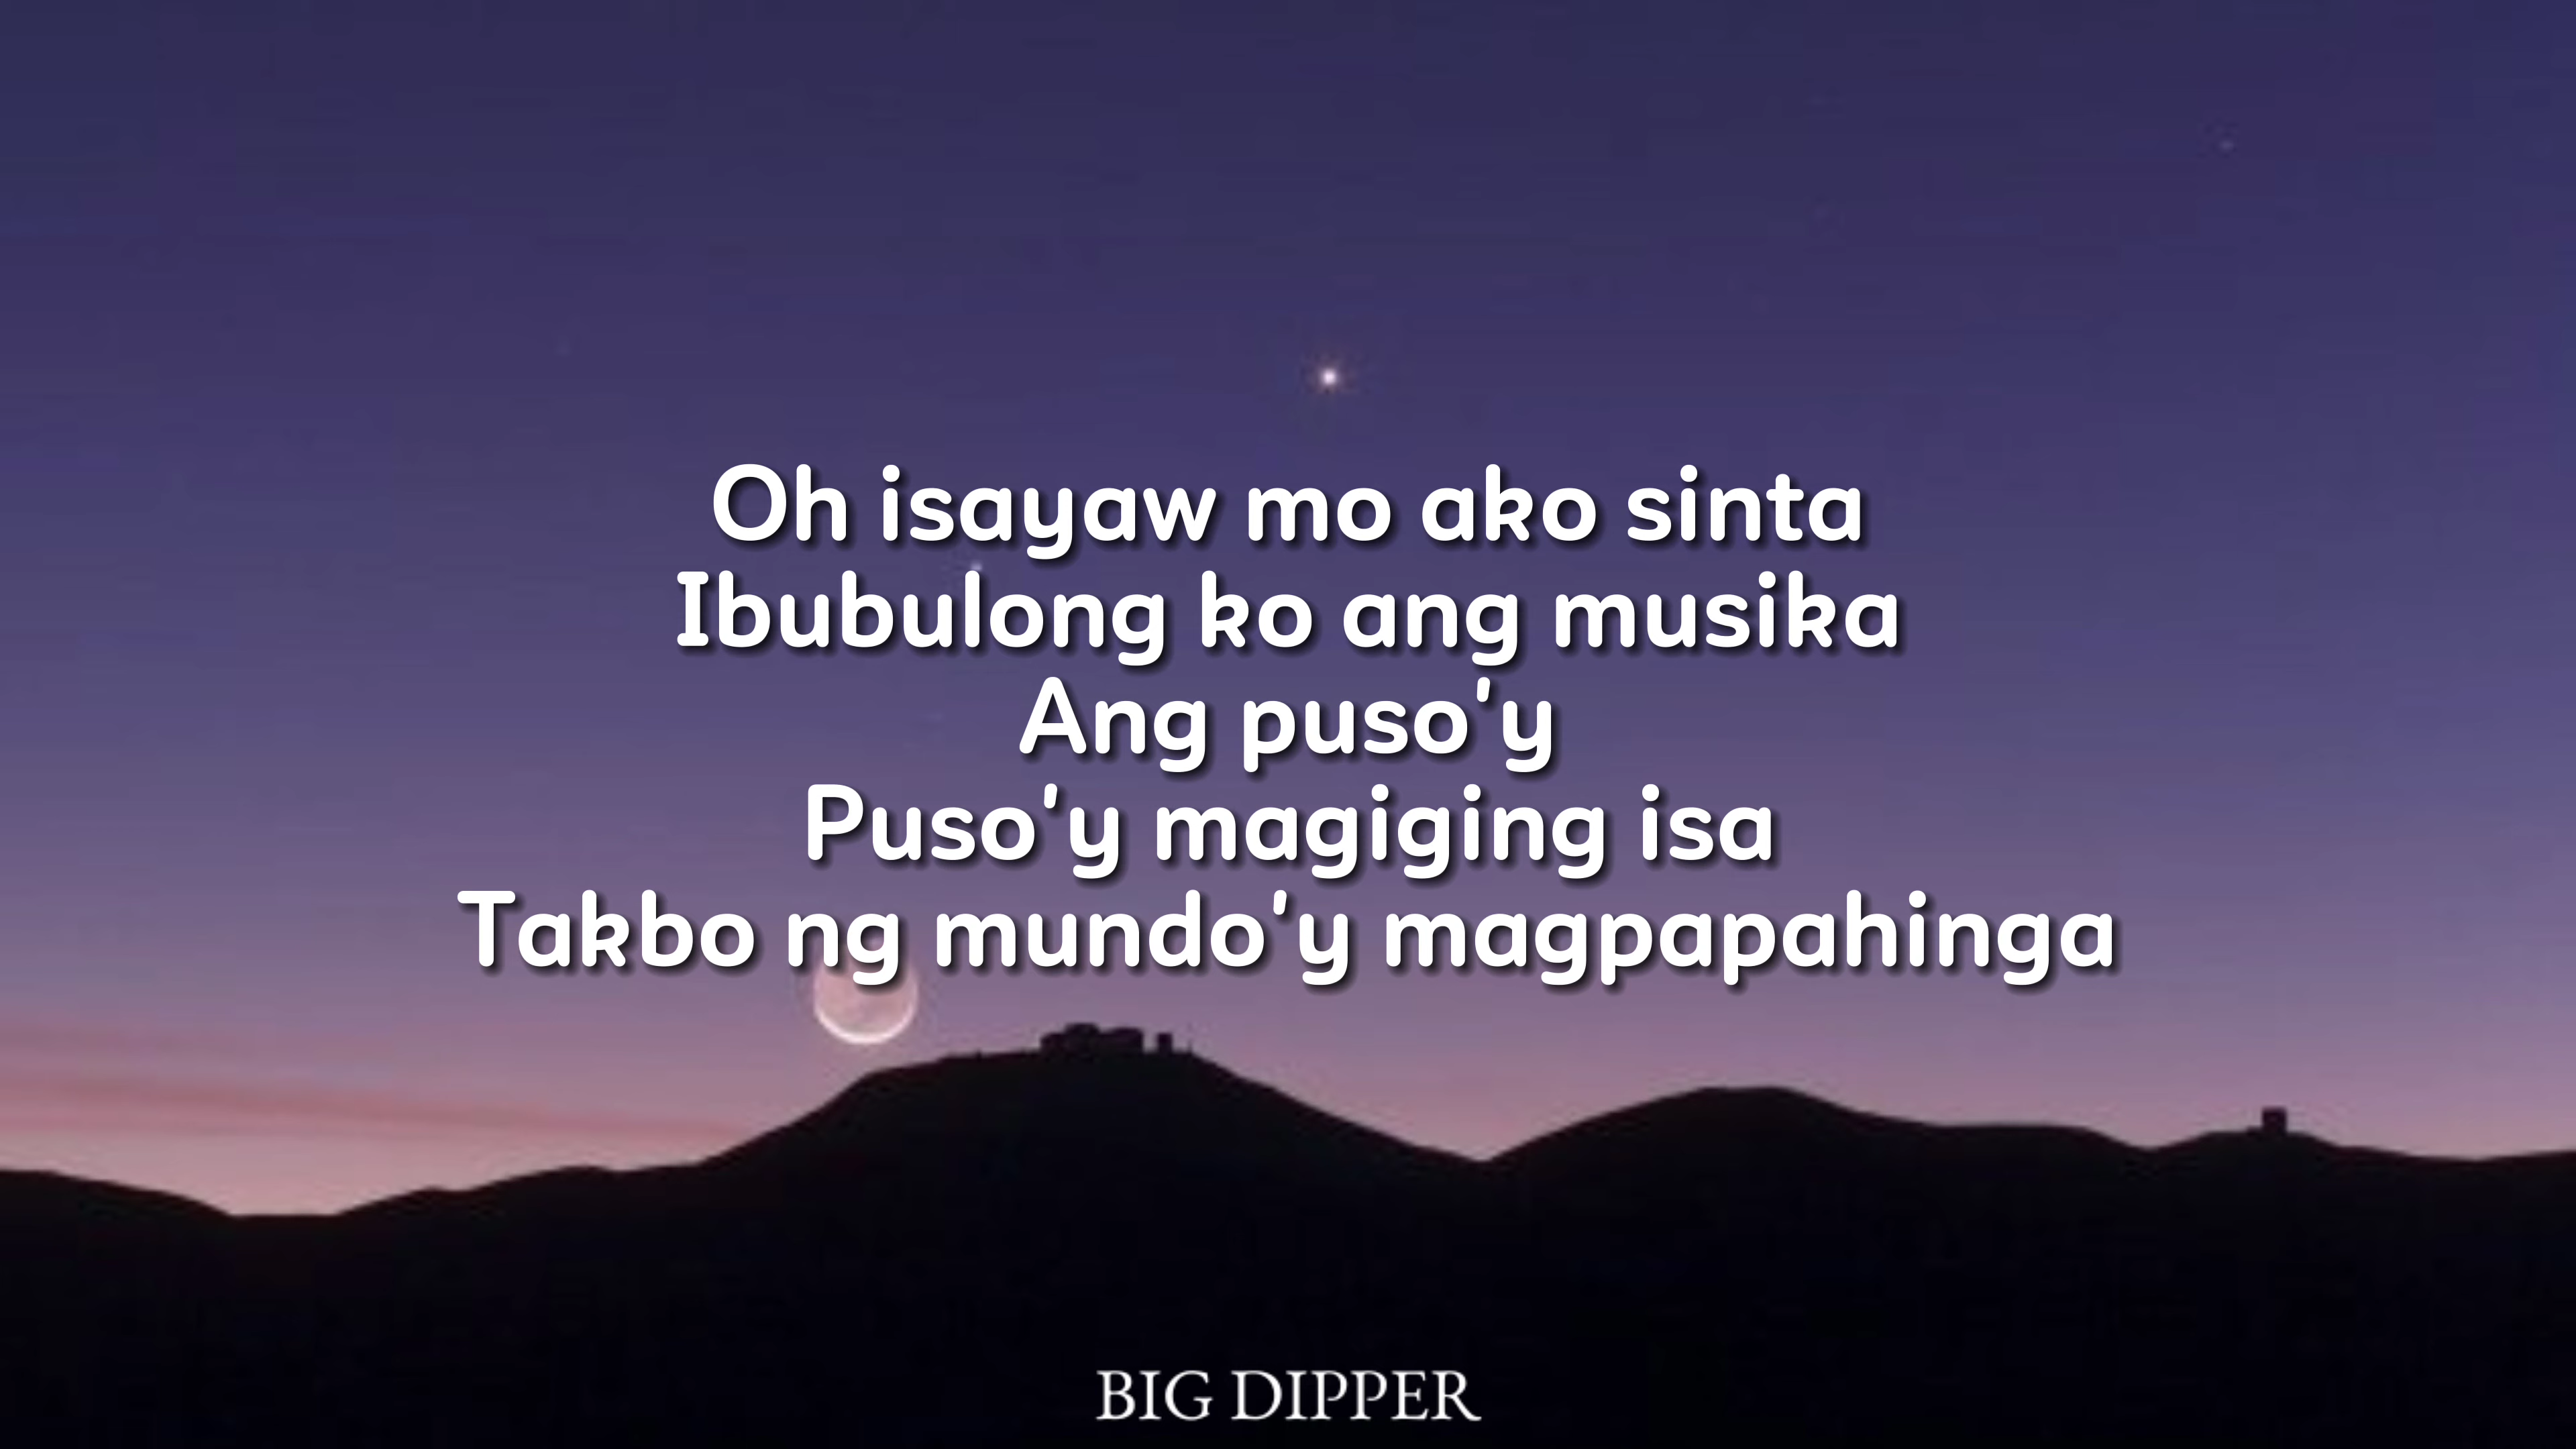 Oh isayaw mo ako sinta
Ibubulong ko ang musika
Ang puso'y
Puso'y magiging isa
Takbo ng mundo'y magpapahinga
BIG DIPPER